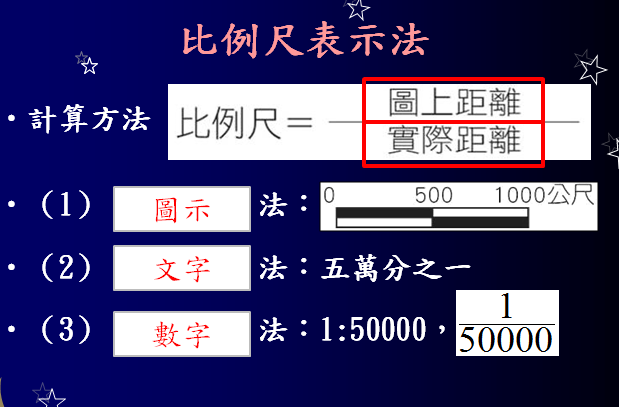 比例尺表示法
・計算方法 比例尺＝圖上距離
實際距離
・（1）圖示法：0 500 1000公尺
・（2）文字法：五萬分之一
・（3）數字法：1:50000，1
50000